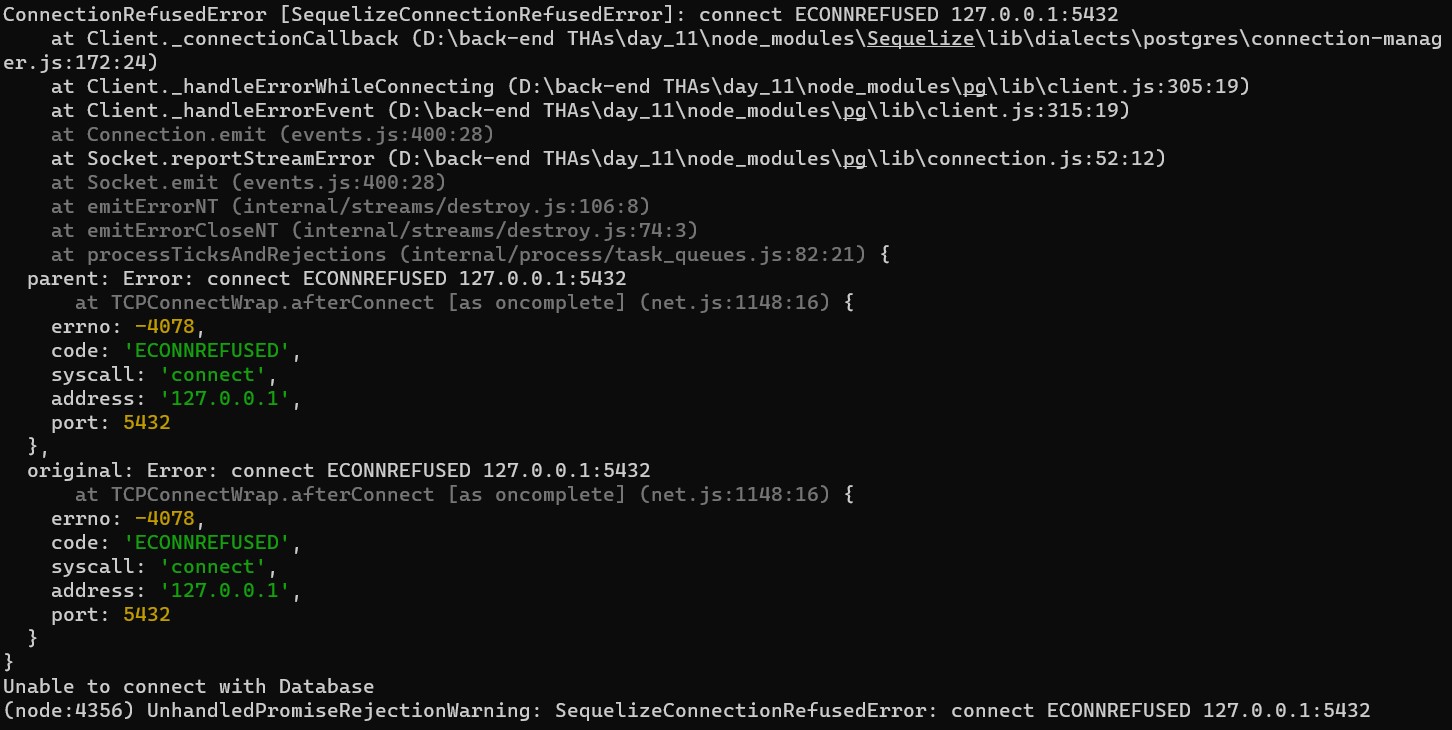 ConnectionRefusedError [SequelizeConnectionRefusedError]: connect ECONNREFUSED 127.0.0.1:5432
    at Client._connectionCallback (D:\back-end THAs\day_11\node_modules\Sequelize\lib\dialects\postgres\connection-manag
er.js:172:24)
    at Client._handleErrorWhileConnecting (D:\back-end THAs\day_11\node_modules\pg\lib\client.js:305:19)
    at Client._handleErrorEvent (D:\back-end THAs\day_11\node_modules\pg\lib\client.js:315:19)
    at Connection.emit (events.js:400:28)
    at Socket.reportStreamError (D:\back-end THAs\day_11\node_modules\pg\lib\connection.js:52:12)
    at Socket.emit (events.js:400:28)
    at emitErrorNT (internal/streams/destroy.js:106:8)
    at emitErrorCloseNT (internal/streams/destroy.js:74:3)
    at processTicksAndRejections (internal/process/task_queues.js:82:21) {
  parent: Error: connect ECONNREFUSED 127.0.0.1:5432
      at TCPConnectWrap.afterConnect [as oncomplete] (net.js:1148:16) {
    errno: -4078,
    code: 'ECONNREFUSED',
    syscall: 'connect',
    address: '127.0.0.1',
    port: 5432
  },
  original: Error: connect ECONNREFUSED 127.0.0.1:5432
      at TCPConnectWrap.afterConnect [as oncomplete] (net.js:1148:16) {
    errno: -4078,
    code: 'ECONNREFUSED',
    syscall: 'connect',
    address: '127.0.0.1',
    port: 5432
  }
}
Unable to connect with Database
(node:4356) UnhandledPromiseRejectionWarning: SequelizeConnectionRefusedError: connect ECONNREFUSED 127.0.0.1:5432